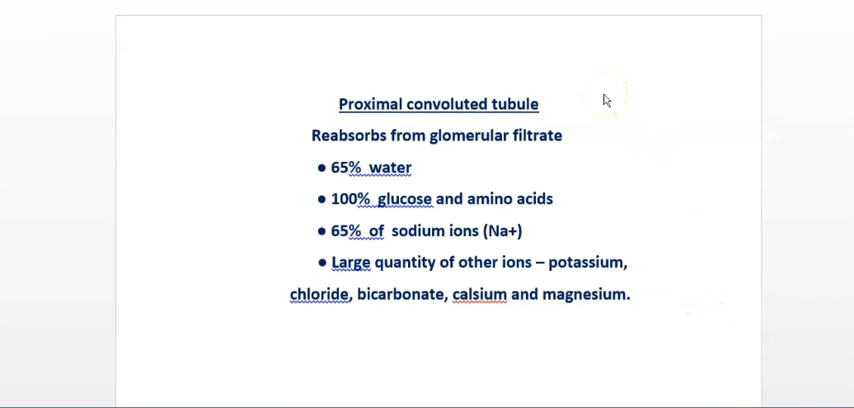 Proximal convoluted tubule
Reabsorbs from glomerular filtrate
● 65%  water
● 100%  glucose and amino acids
● 65%  of  sodium ions (Na+)
● Large quantity of other ions – potassium,
chloride, bicarbonate, calsium and magnesium.